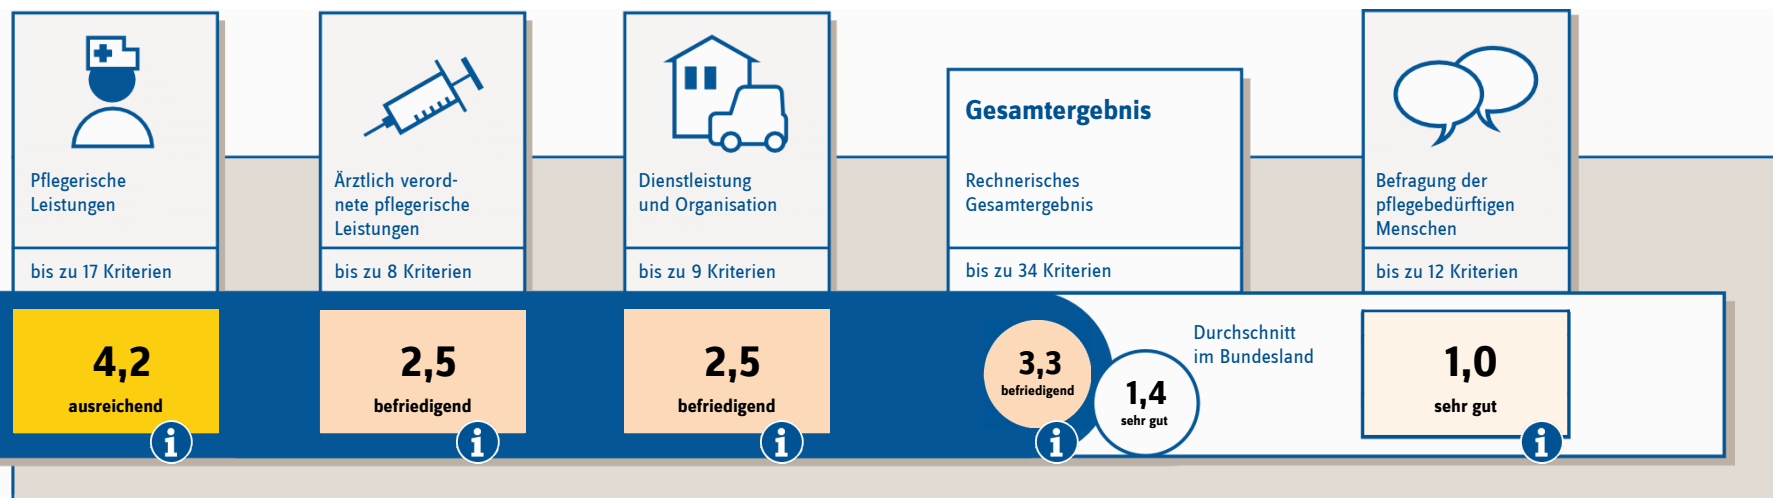 Pflegerische
Leistungen
bis zu 17 Kriterien
4,2
ausreichend
i
Ärztlich verord-
nete pflegerische
Leistungen
bis zu 8 Kriterien
2,5
befriedigend
i
Dienstleistung
und Organisation
bis zu 9 Kriterien
2,5
befriedigend
i
Gesamtergebnis
Rechnerisches
Gesamtergebnis
bis zu 34 Kriterien
3,3
befriedigend
i
1,4
sehr gut
Durchschnitt
im Bundesland
Befragung der
pflegebedürftigen
Menschen
bis zu 12 Kriterien
1,0
sehr gut
i